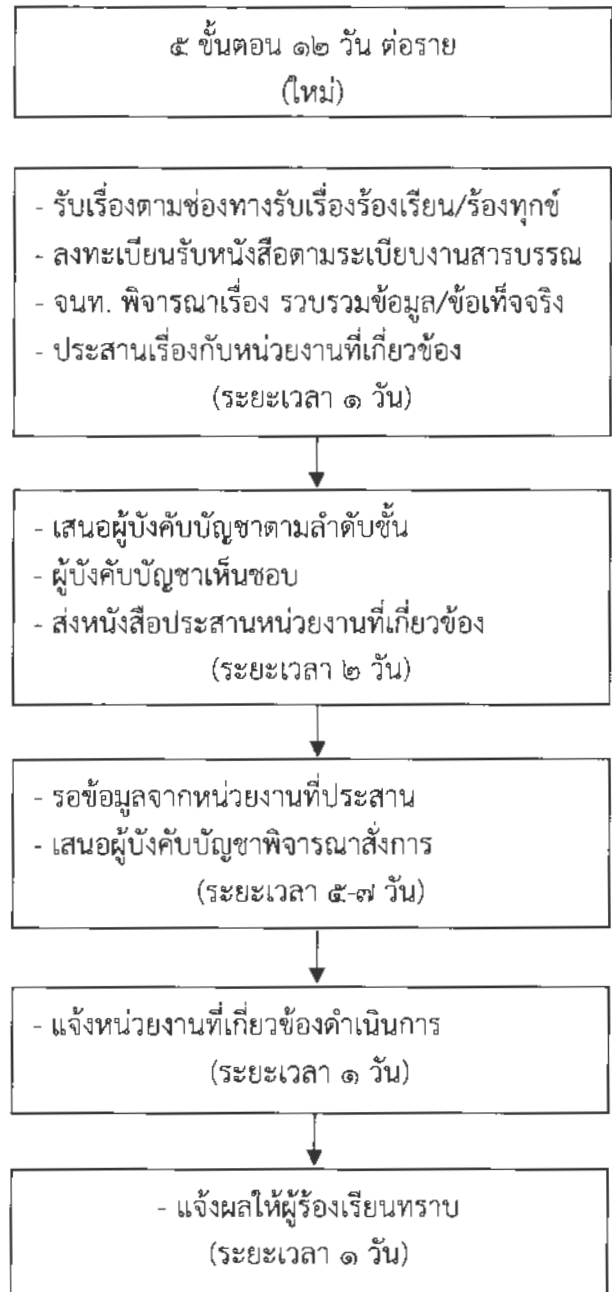 ๕ ขั้นตอน ๑๒ วัน ต่อราย
(ใหม่)
- รับเรื่องตามช่องทางรับเรื่องร้องเรียน/ร้องทุกข์
- ลงทะเบียนรับหนังสือตามระเบียบงานสารบรรณ
- จนท. พิจารณาเรื่อง รวบรวมข้อมูล/ข้อเท็จจริง
- ประสานเรื่องกับหน่วยงานที่เกี่ยวข้อง
(ระยะเวลา ๑ วัน)
- เสนอผู้บังคับบัญชาตามลำดับชั้น
- ผู้บังคับบัญชาเห็นชอบ
- ส่งหนังสือประสานหน่วยงานที่เกี่ยวข้อง
(ระยะเวลา ๒ วัน)
- รอข้อมูลจากหน่วยงานที่ประสาน
- เสนอผู้บังคับบัญชาพิจารณาสั่งการ
(ระยะเวลา ๕-๗ วัน)
- แจ้งหน่วยงานที่เกี่ยวข้องดำเนินการ
(ระยะเวลา ๑ วัน)
- แจ้งผลให้ผู้ร้องเรียนทราบ
(ระยะเวลา ๑ วัน)